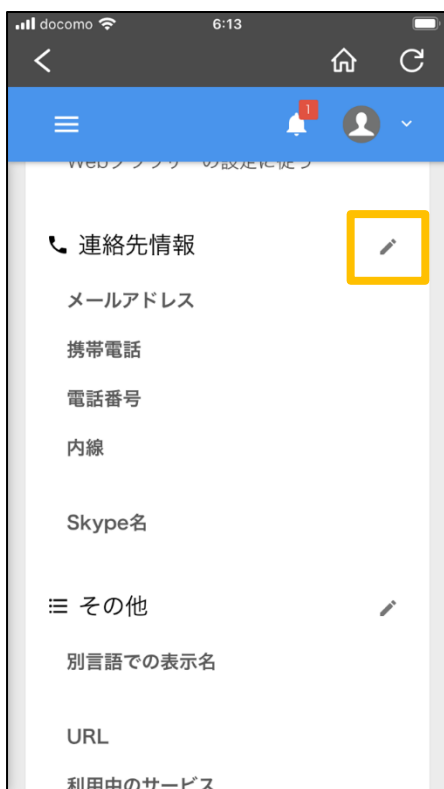 docomo 6:13
1
Webブラウザーの設定に従う
連絡先情報
メールアドレス
携帯電話
電話番号
内線
Skype名
その他
別言語での表示名
URL
利用中のサービス